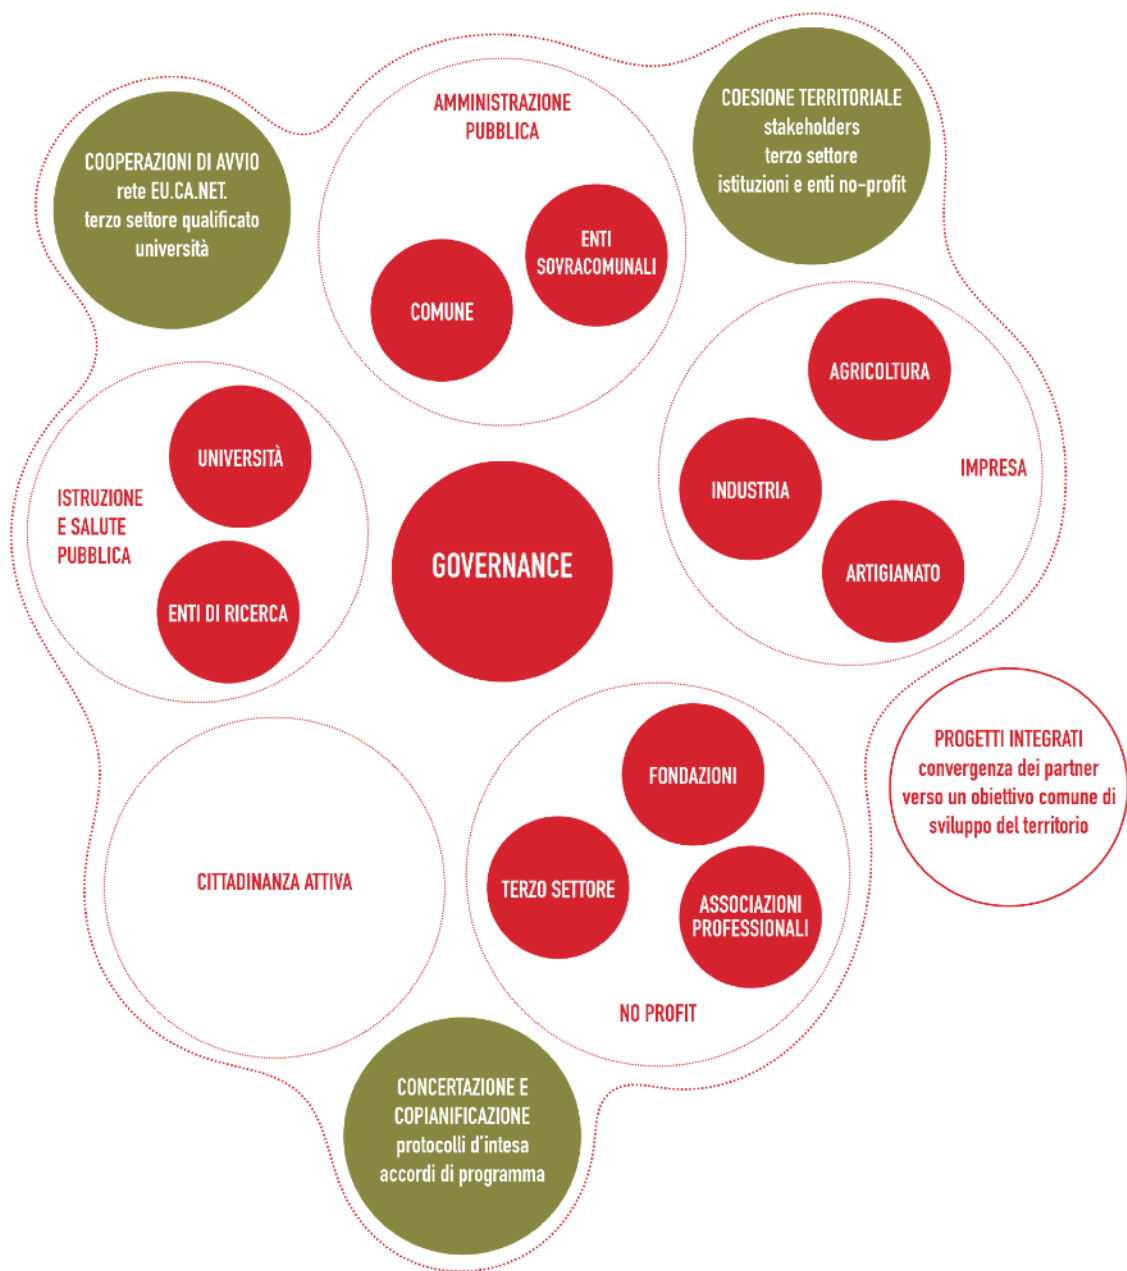 AMMINISTRAZIONE
PUBBLICA
COESIONE TERRITORIALE
stakeholders
terzo settore
istituzioni e enti no-profit
COOPERAZIONI DI AVVIO
rete EU.CA.NET.
terzo settore qualificato
università
ENTI
SOVRACOMUNALI
COMUNE
AGRICOLTURA
INDUSTRIA
IMPRESA
ARTIGIANATO
UNIVERSITÀ
ISTRUZIONE
E SALUTE
PUBBLICA
ENTI DI RICERCA
GOVERNANCE
PROGETTI INTEGRATI
convergenza dei partner
verso un obiettivo comune di
sviluppo del territorio
FONDAZIONI
TERZO SETTORE
ASSOCIAZIONI
PROFESSIONALI
NO PROFIT
CITTADINANZA ATTIVA
CONCERTAZIONE E
COPIANIFICAZIONE
protocolli d'intesa
accordi di programma